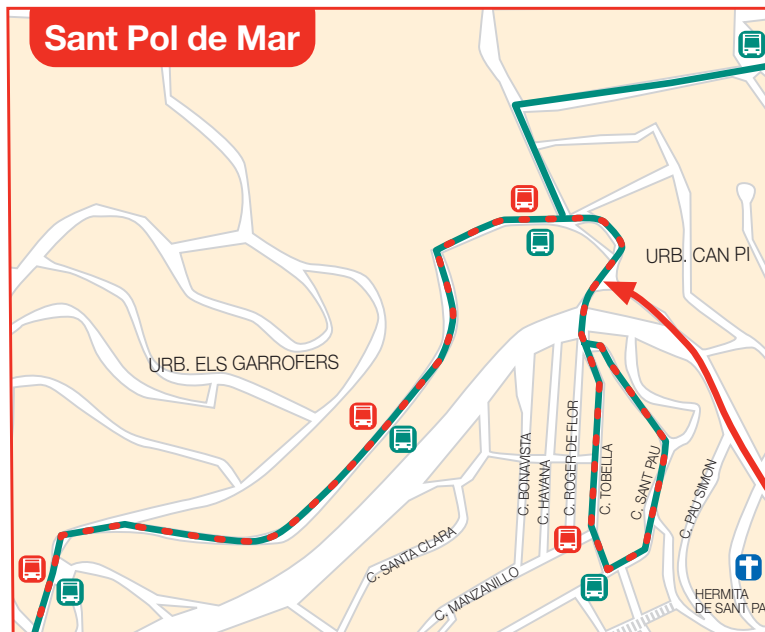 Sant Pol de Mar
URB. CAN PI
URB. ELS GARROFERS
C. BONAVISTA
C. HAVANA
C. ROGER DE FLOR
C. TOBELLA
C. SANT PAU
C. PAU SIMON
C. SANTA CLARA
C. MANZANILLO
HERMITA
DE SANT PA